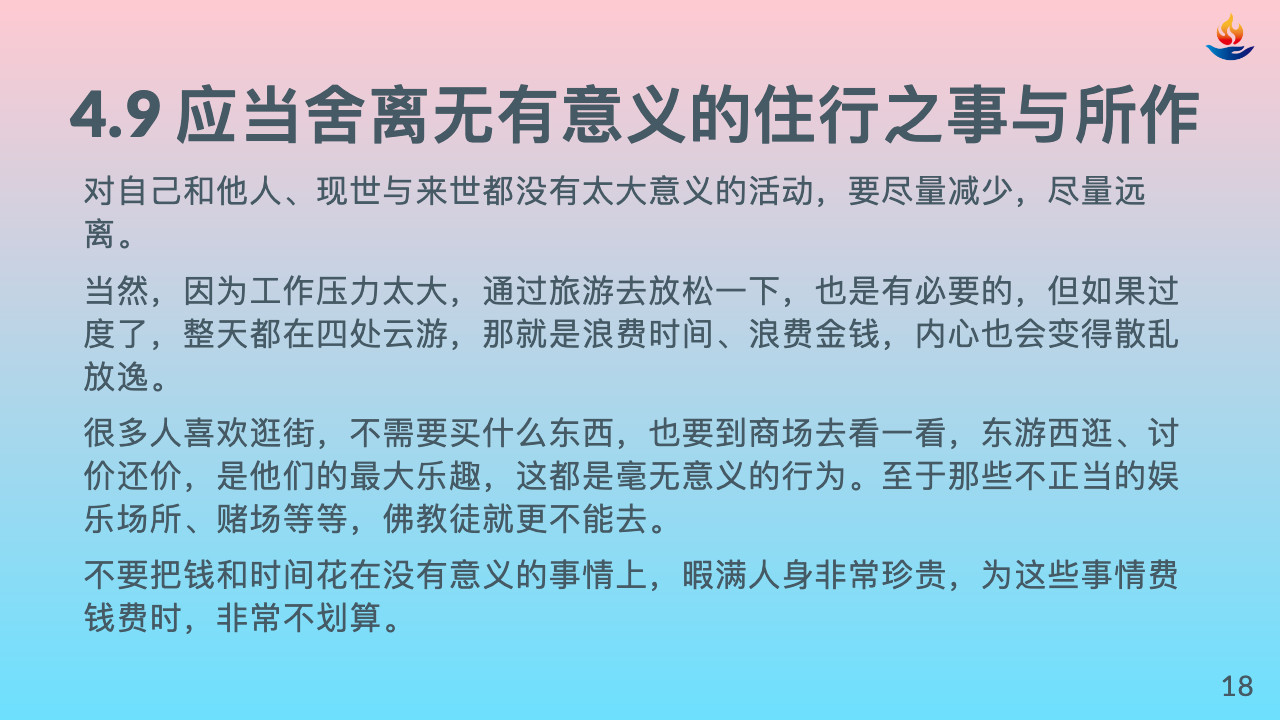 4.9 应当舍离无有意义的住行之事与所作
对自己和他人、现世与来世都没有太大意义的活动，要尽量减少，尽量远
离。
当然，因为工作压力太大，通过旅游去放松一下，也是有必要的，但如果过
度了，整天都在四处云游，那就是浪费时间、浪费金钱，内心也会变得散乱
放逸。
很多人喜欢逛街，不需要买什么东西，也要到商场去看一看，东游西逛、讨
价还价，是他们的最大乐趣，这都是毫无意义的行为。至于那些不正当的娱
乐场所、赌场等等，佛教徒就更不能去。
不要把钱和时间花在没有意义的事情上，暇满人身非常珍贵，为这些事情费
钱费时，非常不划算。
18